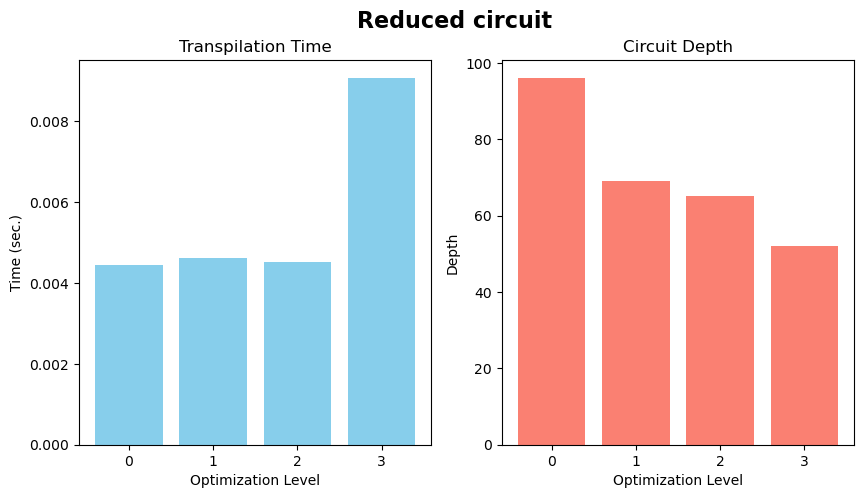 Reduced circuit
Transpilation Time
Time (sec.)
0.008
0.006
0.004
0.002
0.000
0 1 2 3
Optimization Level
Circuit Depth
Depth
100
80
60
40
20
0
0 1 2 3
Optimization Level